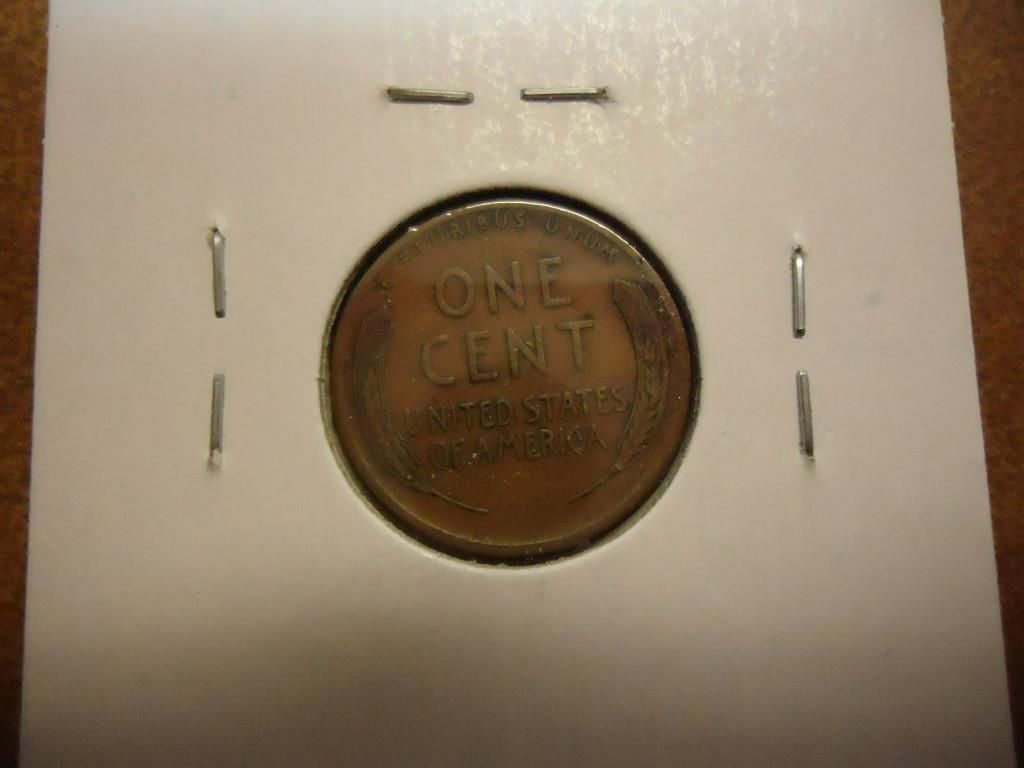 E PLURIBUS UNUM
ONE
CENT
UNITED STATES
OF AMERICA